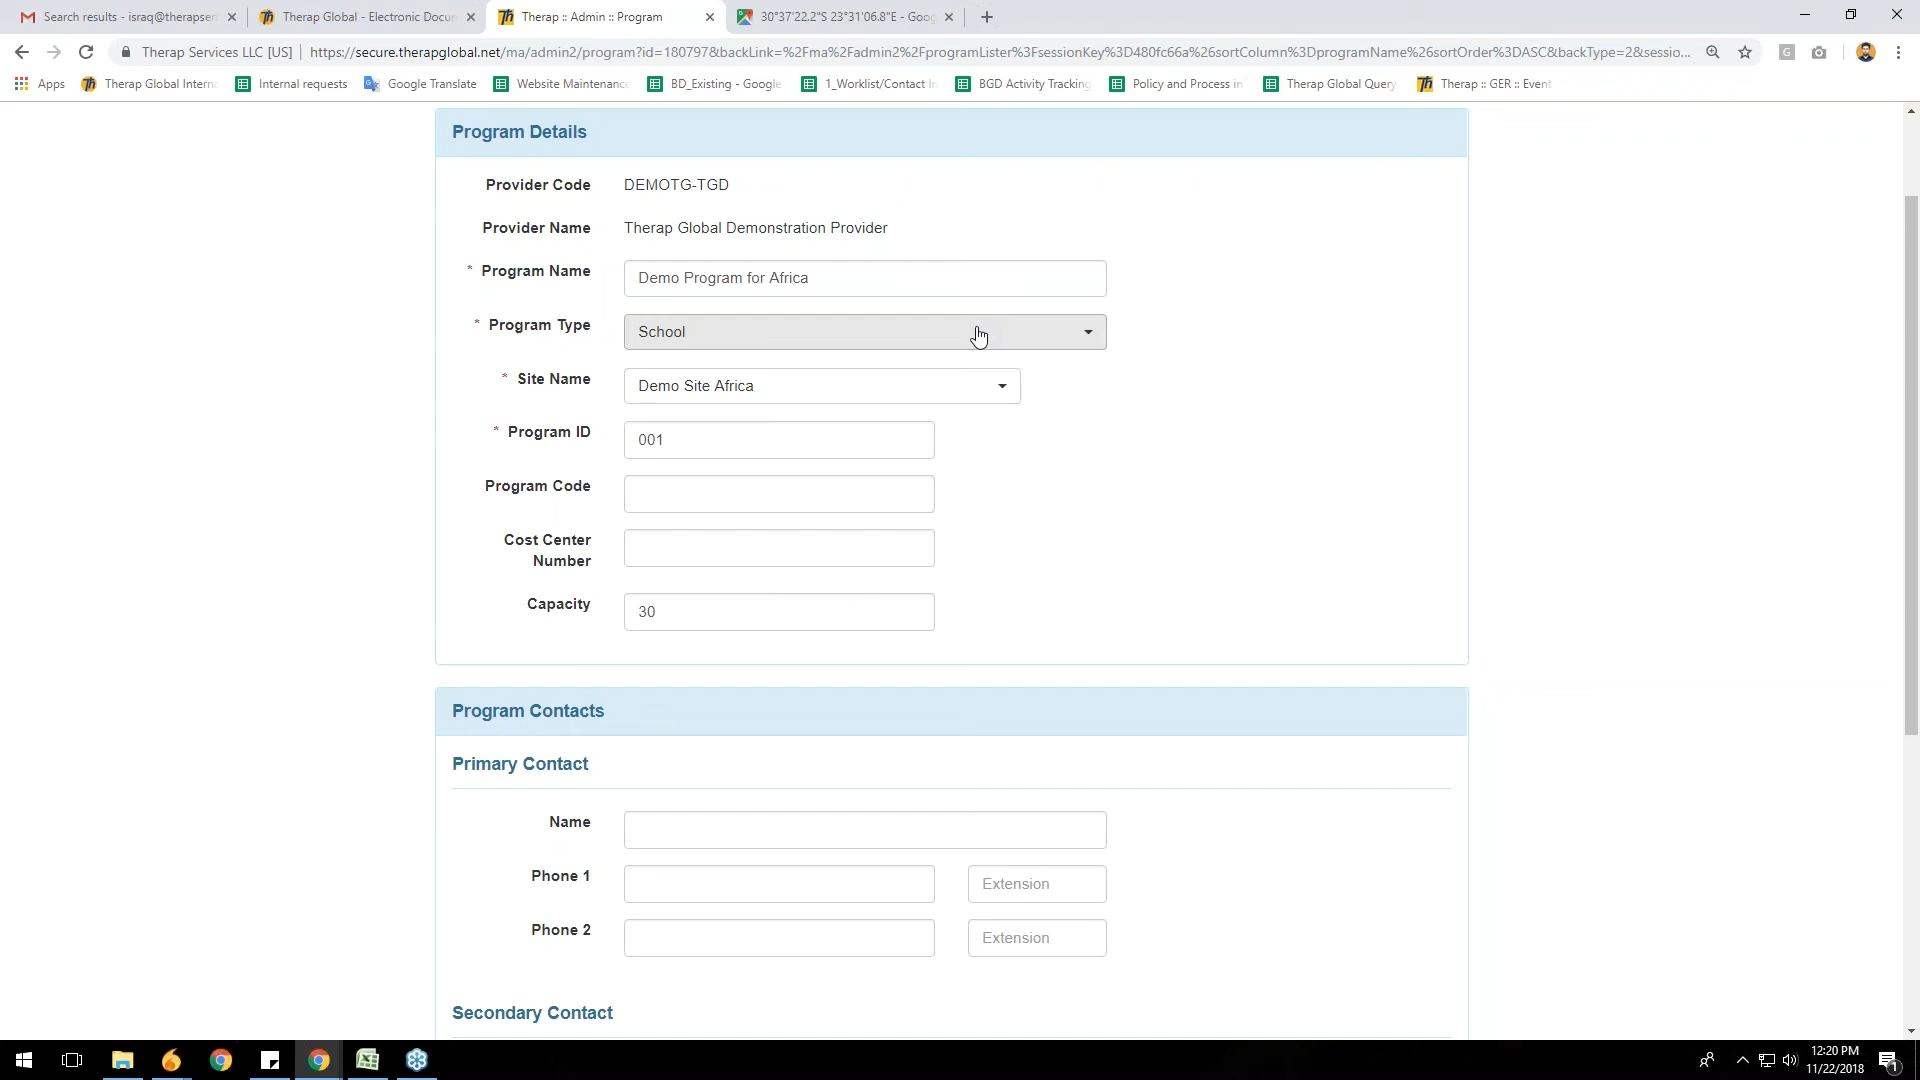 Search results - israq@therapser
Therap Global - Electronic Docun
Therap :: Admin :: Program
30°37'22.2"S 23°31'06.8"E - Goog
Therap Services LLC [US]
https://secure.therapglobal.net/ma/admin2/program?id=180797&backLink=%2Fma%2Fadmin2%2FprogramLister%3FsessionKey%3D480fc66a%26sortColumn%3DprogramName%26sortOrder%3DASC&backType=2&sessio...
Apps
Therap Global Interna
Internal requests
Google Translate
Website Maintenance
BD_Existing - Google
1_Worklist/Contact In
BGD Activity Tracking
Policy and Process in
Therap Global Query
Therap :: GER :: Event
Program Details
Provider Code DEMOTG-TGD
Provider Name Therap Global Demonstration Provider
* Program Name Demo Program for Africa
* Program Type School
* Site Name Demo Site Africa
* Program ID 001
Program Code
Cost Center
Number
Capacity 30
Program Contacts
Primary Contact
Name
Phone 1 Extension
Phone 2 Extension
Secondary Contact
12:20 PM
11/22/2018
1